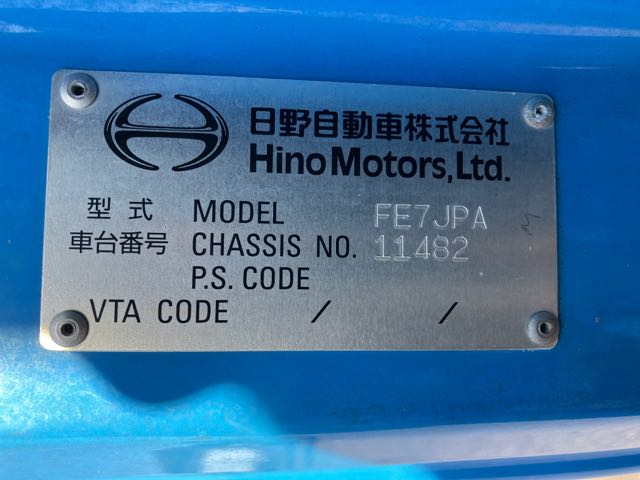 日野自動車株式会社
Hino Motors, Ltd.
型式 MODEL FE7JPA
車台番号 CHASSIS NO. 11482
P.S. CODE
VTA CODE / /